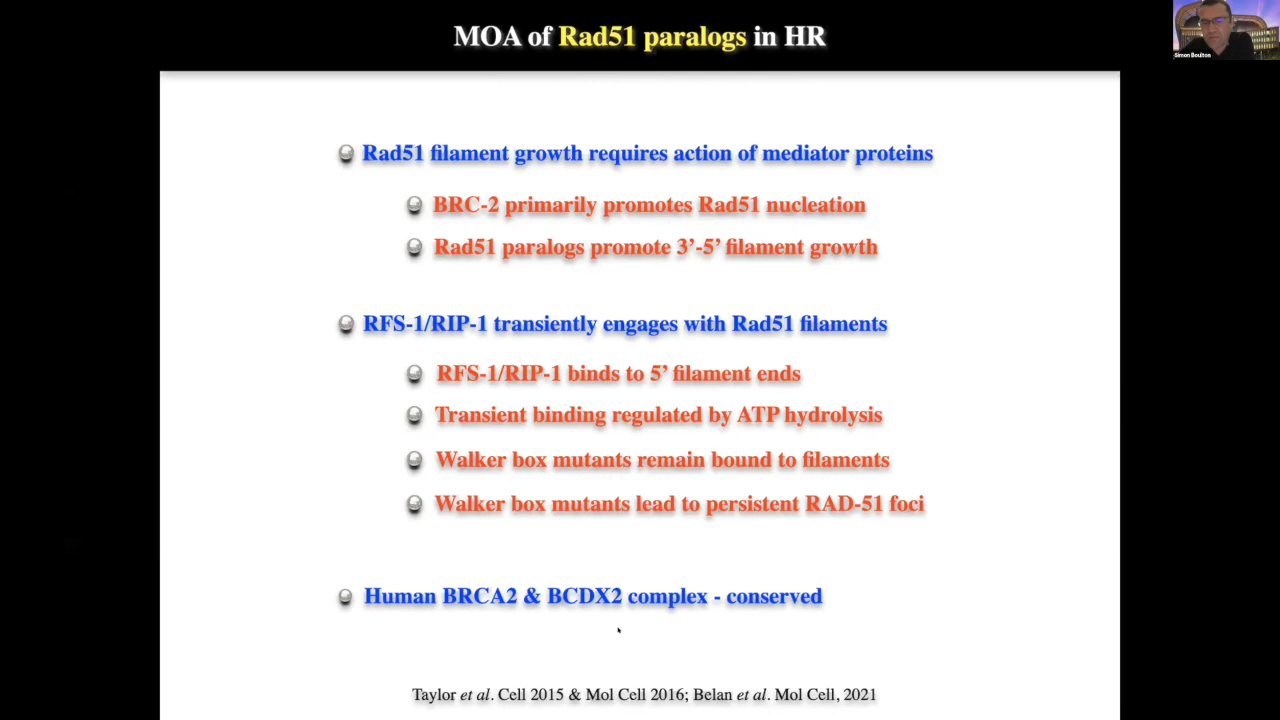 MOA of Rad51 paralogs in HR
Simon Boulton
Rad51 filament growth requires action of mediator proteins
BRC-2 primarily promotes Rad51 nucleation
Rad51 paralogs promote 3’-5’ filament growth
RFS-1/RIP-1 transiently engages with Rad51 filaments
RFS-1/RIP-1 binds to 5’ filament ends
Transient binding regulated by ATP hydrolysis
Walker box mutants remain bound to filaments
Walker box mutants lead to persistent RAD-51 foci
Human BRCA2 & BCDX2 complex - conserved
Taylor et al. Cell 2015 & Mol Cell 2016; Belan et al. Mol Cell, 2021